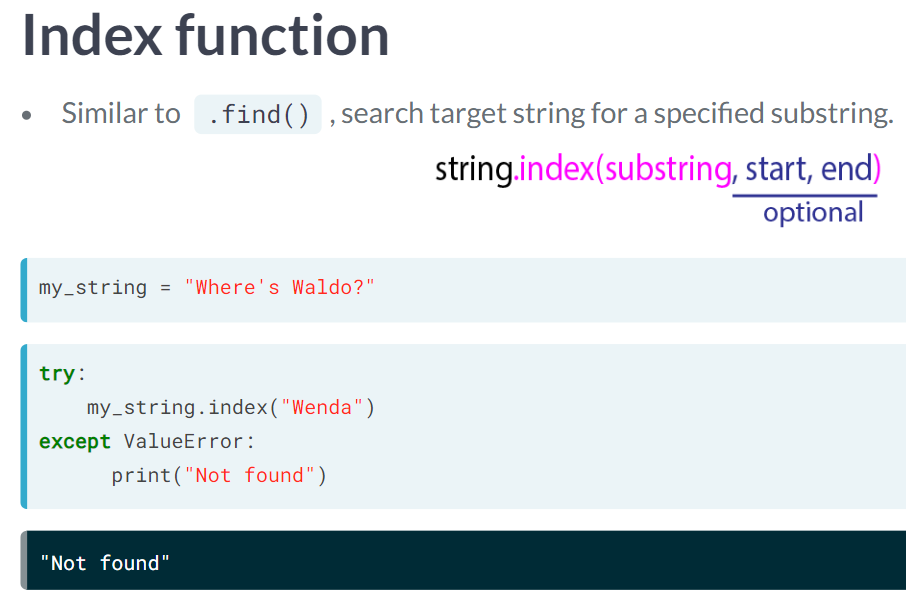 Index function
• Similar to .find() , search target string for a specified substring.
string.index(substring, start, end)
optional
my_string = "Where's Waldo?"
try:
    my_string.index("Wenda")
except ValueError:
      print("Not found")
"Not found"